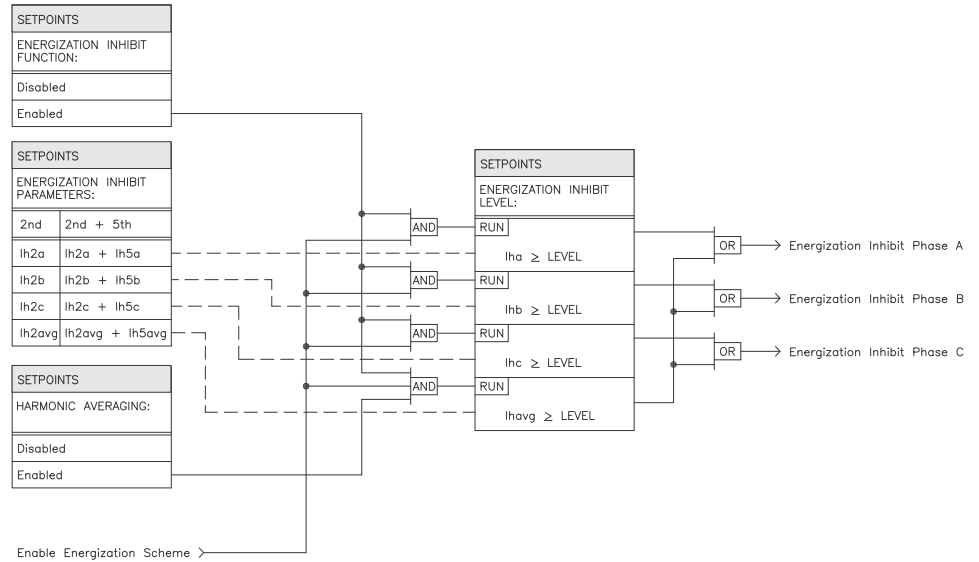 SETPOINTS
ENERGIZATION INHIBIT
FUNCTION:
Disabled
Enabled
SETPOINTS
ENERGIZATION INHIBIT
PARAMETERS:
2nd 2nd + 5th
Ih2a Ih2a + Ih5a
Ih2b Ih2b + Ih5b
Ih2c Ih2c + Ih5c
Ih2avg Ih2avg + Ih5avg
SETPOINTS
HARMONIC AVERAGING:
Disabled
Enabled
Enable Energization Scheme
AND
AND
AND
AND
SETPOINTS
ENERGIZATION INHIBIT
LEVEL:
RUN
Iha ≥ LEVEL
RUN
Ihb ≥ LEVEL
RUN
Ihc ≥ LEVEL
RUN
Ihavg ≥ LEVEL
OR Energization Inhibit Phase A
OR Energization Inhibit Phase B
OR Energization Inhibit Phase C